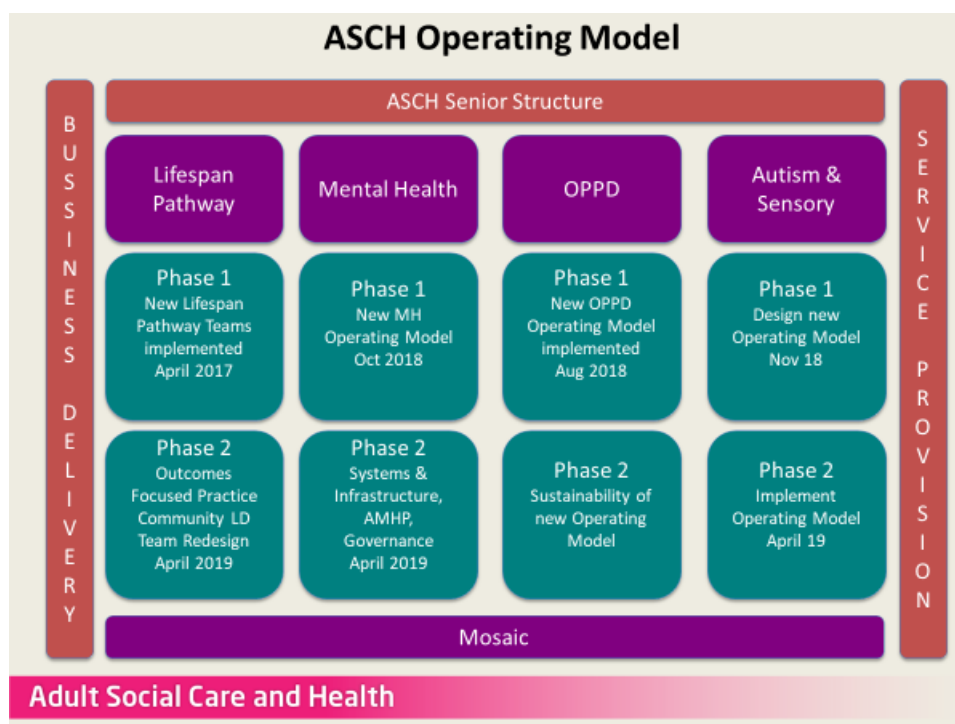 ASCH Operating Model
BUSSINESS DELIVERY
ASCH Senior Structure
SERVICE PROVISION
Lifespan
Pathway
Mental Health
OPPD
Autism &
Sensory
Phase 1
New Lifespan
Pathway Teams
implemented
April 2017
Phase 1
New MH
Operating Model
Oct 2018
Phase 1
New OPPD
Operating Model
implemented
Aug 2018
Phase 1
Design new
Operating Model
Nov 18
Phase 2
Outcomes
Focused Practice
Community LD
Team Redesign
April 2019
Phase 2
Systems &
Infrastructure,
AMHP,
Governance
April 2019
Phase 2
Sustainability of
new Operating
Model
Phase 2
Implement
Operating Model
April 19
Mosaic
Adult Social Care and Health